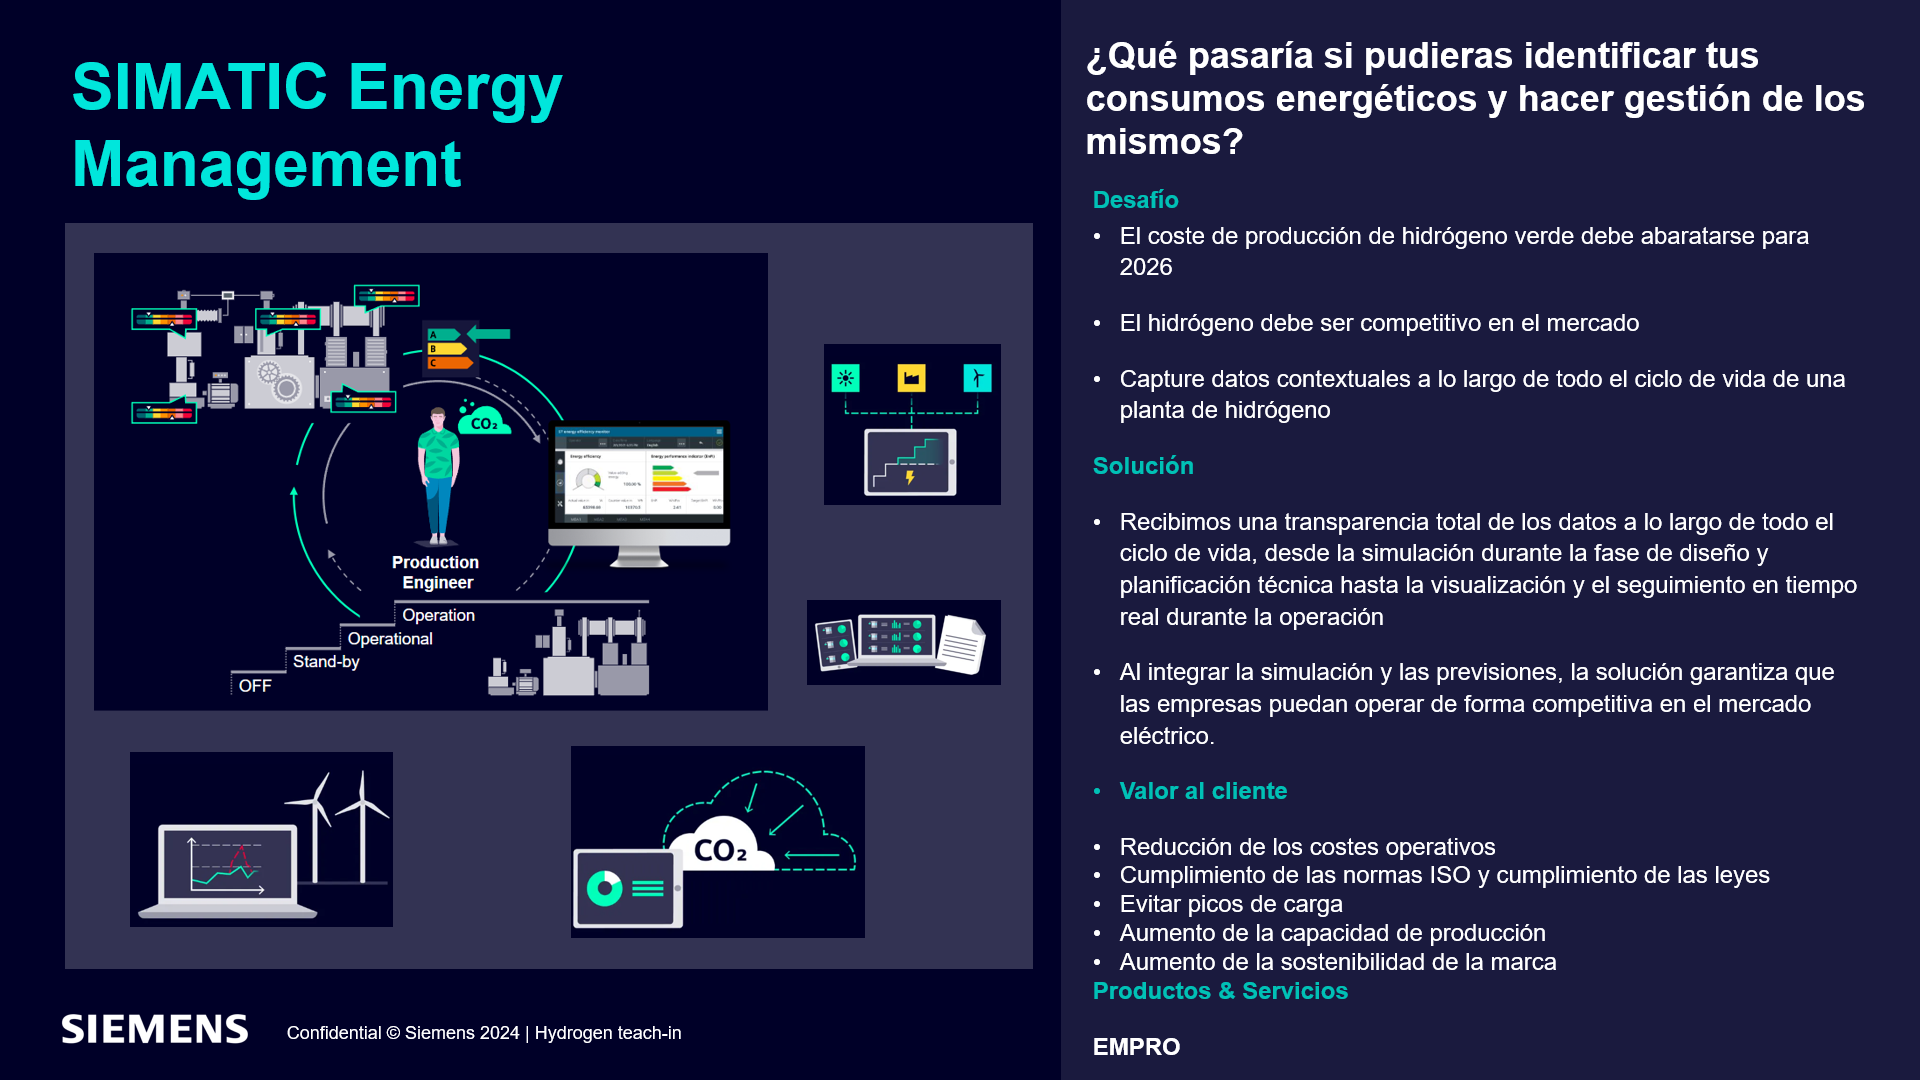 SIMATIC Energy
Management
A
B
C
CO₂
Energy efficiency
Production
Engineer
Operation
Operational
Stand-by
OFF
CO₂
SIEMENS
Confidential © Siemens 2024 | Hydrogen teach-in
¿Qué pasaría si pudieras identificar tus
consumos energéticos y hacer gestión de los
mismos?
Desafío
• El coste de producción de hidrógeno verde debe abaratarse para
2026
• El hidrógeno debe ser competitivo en el mercado
• Capture datos contextuales a lo largo de todo el ciclo de vida de una
planta de hidrógeno
Solución
• Recibimos una transparencia total de los datos a lo largo de todo el
ciclo de vida, desde la simulación durante la fase de diseño y
planificación técnica hasta la visualización y el seguimiento en tiempo
real durante la operación
• Al integrar la simulación y las previsiones, la solución garantiza que
las empresas puedan operar de forma competitiva en el mercado
eléctrico.
• Valor al cliente
• Reducción de los costes operativos
• Cumplimiento de las normas ISO y cumplimiento de las leyes
• Evitar picos de carga
• Aumento de la capacidad de producción
• Aumento de la sostenibilidad de la marca
Productos & Servicios
EMPRO